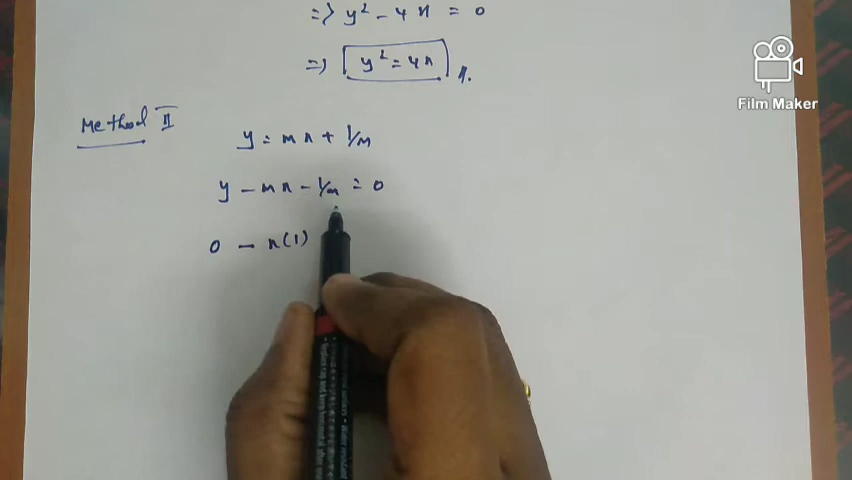 => y² - 4x = 0
=> y² = 4x //.
Method II
y = mx + 1/m
y - mx - 1/m = 0
0 - x(1)
Film Maker